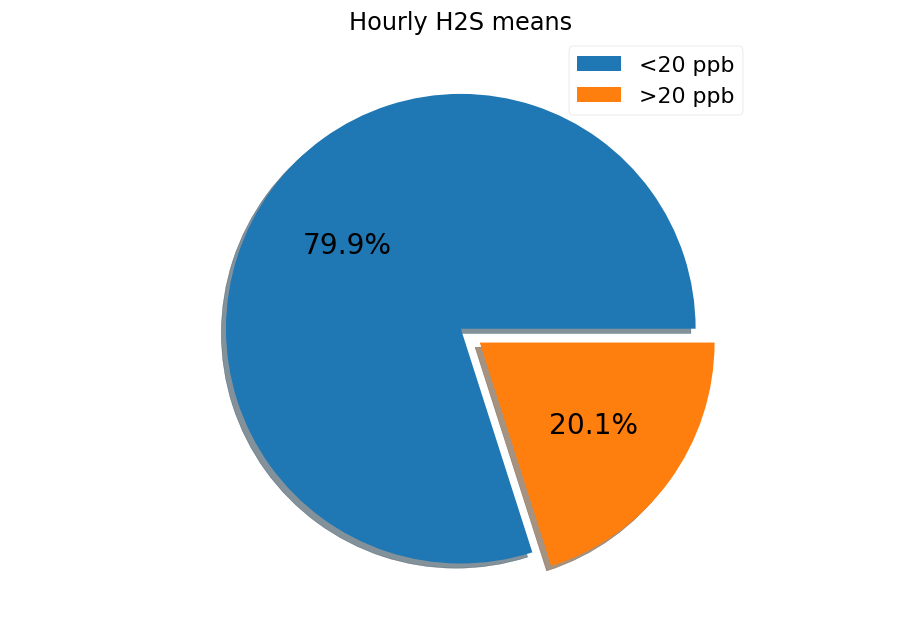 Hourly H2S means
<20 ppb
>20 ppb
79.9%
20.1%